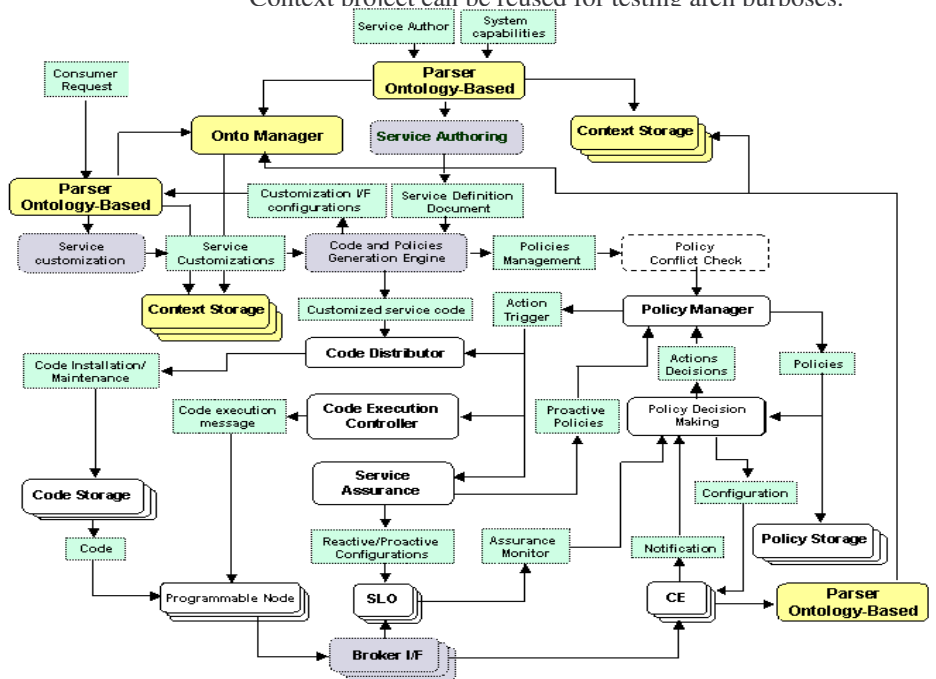 Context project can be reused for testing arch burposes.
Service Author
System
capabilities
Consumer
Request
Parser
Ontology-Based
Onto Manager
Service Authoring
Context Storage
Parser
Ontology-Based
Customization I/F
configurations
Service Definition
Document
Service
customization
Service
Customizations
Code and Policies
Generation Engine
Policies
Management
Policy
Conflict Check
Context Storage
Customized service code
Action
Trigger
Policy Manager
Code Installation/
Maintenance
Code Distributor
Actions
Decisions
Policies
Code execution
message
Code Execution
Controller
Proactive
Policies
Policy Decision
Making
Service
Assurance
Code Storage
Configuration
Code
Reactive/Proactive
Configurations
Assurance
Monitor
Notification
Policy Storage
Programmable Node
SLO
CE
Parser
Ontology-Based
Broker I/F